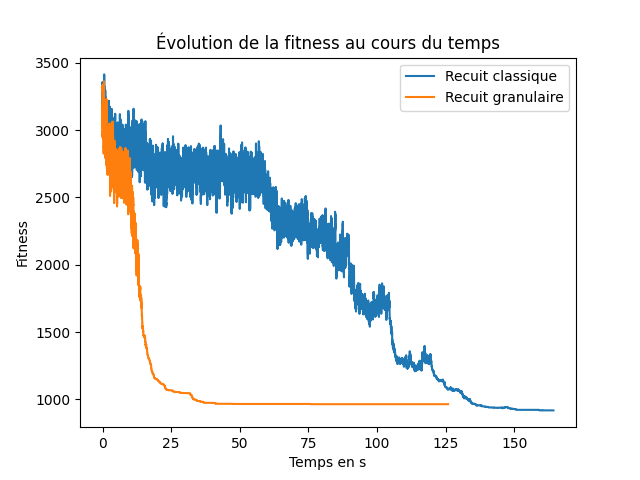 Évolution de la fitness au cours du temps
3500
3000
2500
2000
1500
1000
Fitness
Recuit classique
Recuit granulaire
0 25 50 75 100 125 150
Temps en s